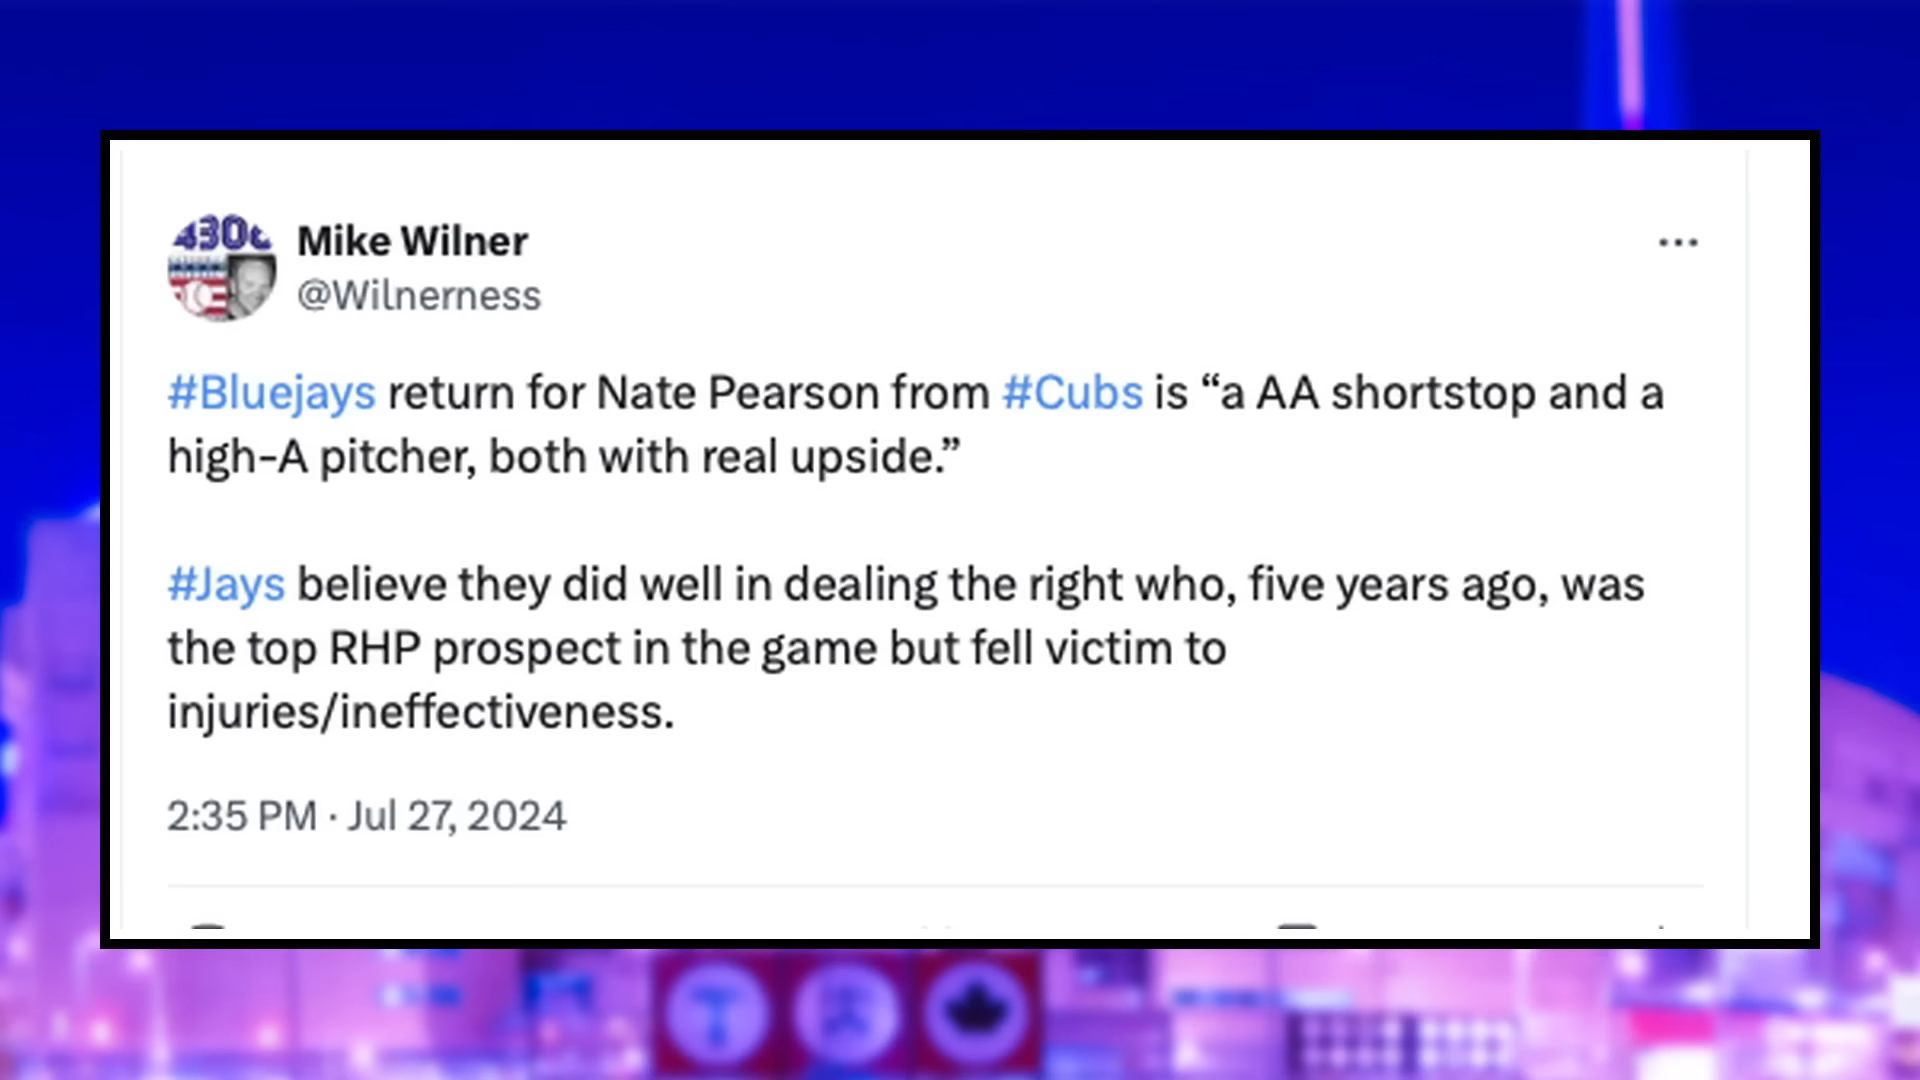 Mike Wilner
@Wilnerness
#Bluejays return for Nate Pearson from #Cubs is “a AA shortstop and a
high-A pitcher, both with real upside.”
#Jays believe they did well in dealing the right who, five years ago, was
the top RHP prospect in the game but fell victim to
injuries/ineffectiveness.
2:35 PM · Jul 27, 2024